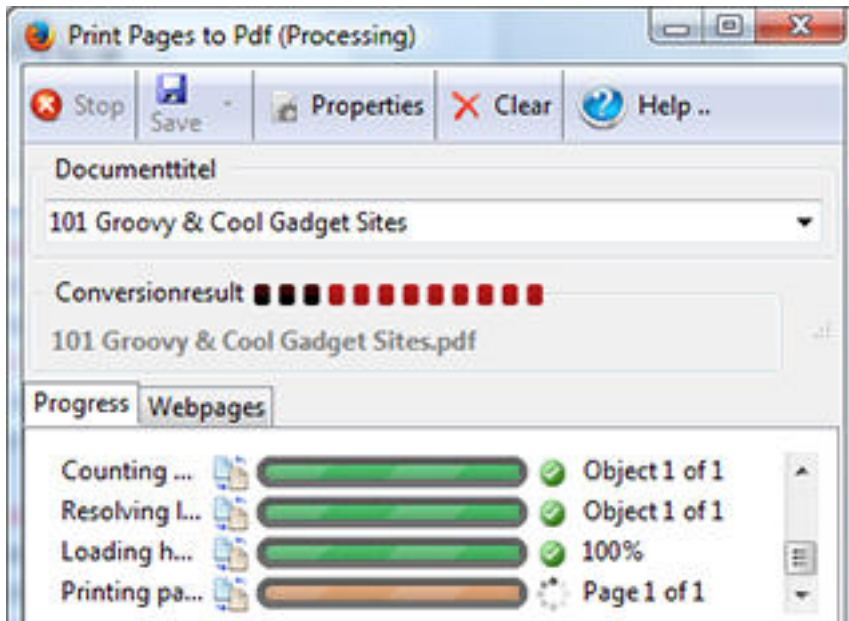 Print Pages to Pdf (Processing)
Stop Save Properties Clear Help ..
Documenttitel
101 Groovy & Cool Gadget Sites
Conversionresult
101 Groovy & Cool Gadget Sites.pdf
Progress Webpages
Counting ... Object 1 of 1
Resolving l... Object 1 of 1
Loading h... 100%
Printing pa... Page 1 of 1